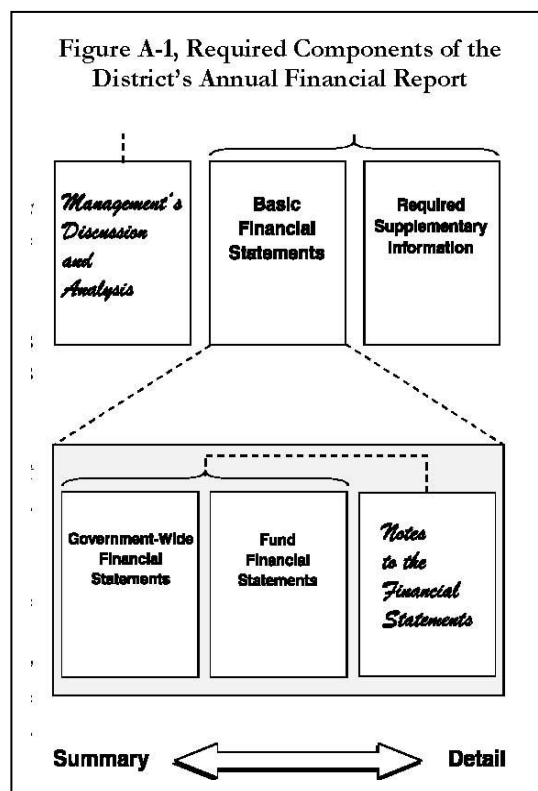 Figure A-1, Required Components of the
District's Annual Financial Report
Management's
Discussion
and
Analysis
Basic
Financial
Statements
Required
Supplementary
Information
Government-Wide
Financial
Statements
Fund
Financial
Statements
Notes
to the
Financial
Statements
Summary
Detail